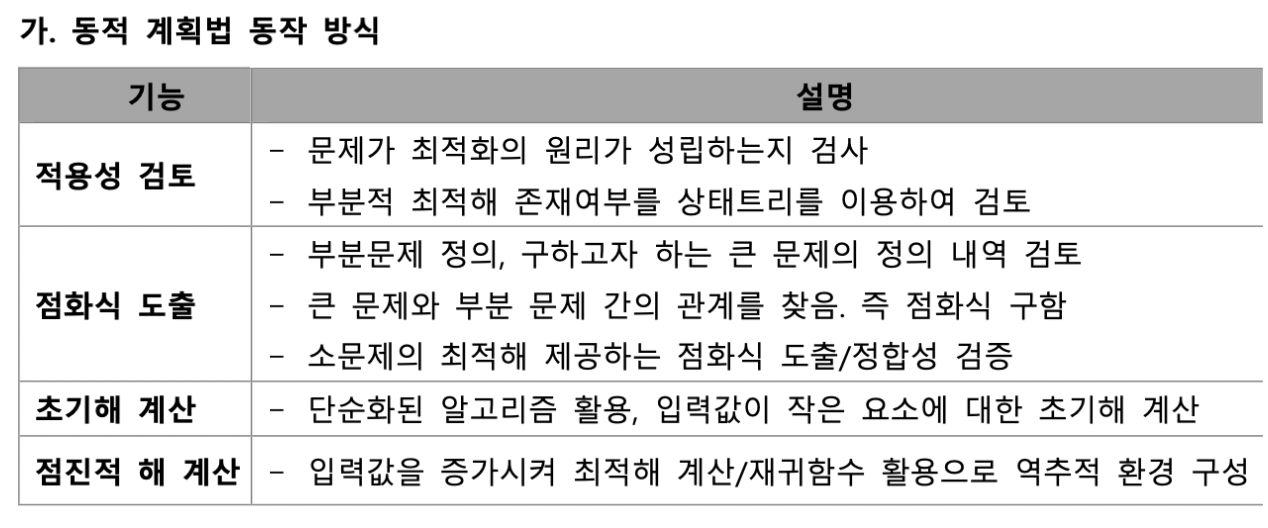 가. 동적 계획법 동작 방식
기능 설명
적용성 검토
– 문제가 최적화의 원리가 성립하는지 검사
– 부분적 최적해 존재여부를 상태트리를 이용하여 검토
점화식 도출
– 부분문제 정의, 구하고자 하는 큰 문제의 정의 내역 검토
– 큰 문제와 부분 문제 간의 관계를 찾음. 즉 점화식 구함
– 소문제의 최적해 제공하는 점화식 도출/정합성 검증
초기해 계산
– 단순화된 알고리즘 활용, 입력값이 작은 요소에 대한 초기해 계산
점진적 해 계산
– 입력값을 증가시켜 최적해 계산/재귀함수 활용으로 역추적 환경 구성